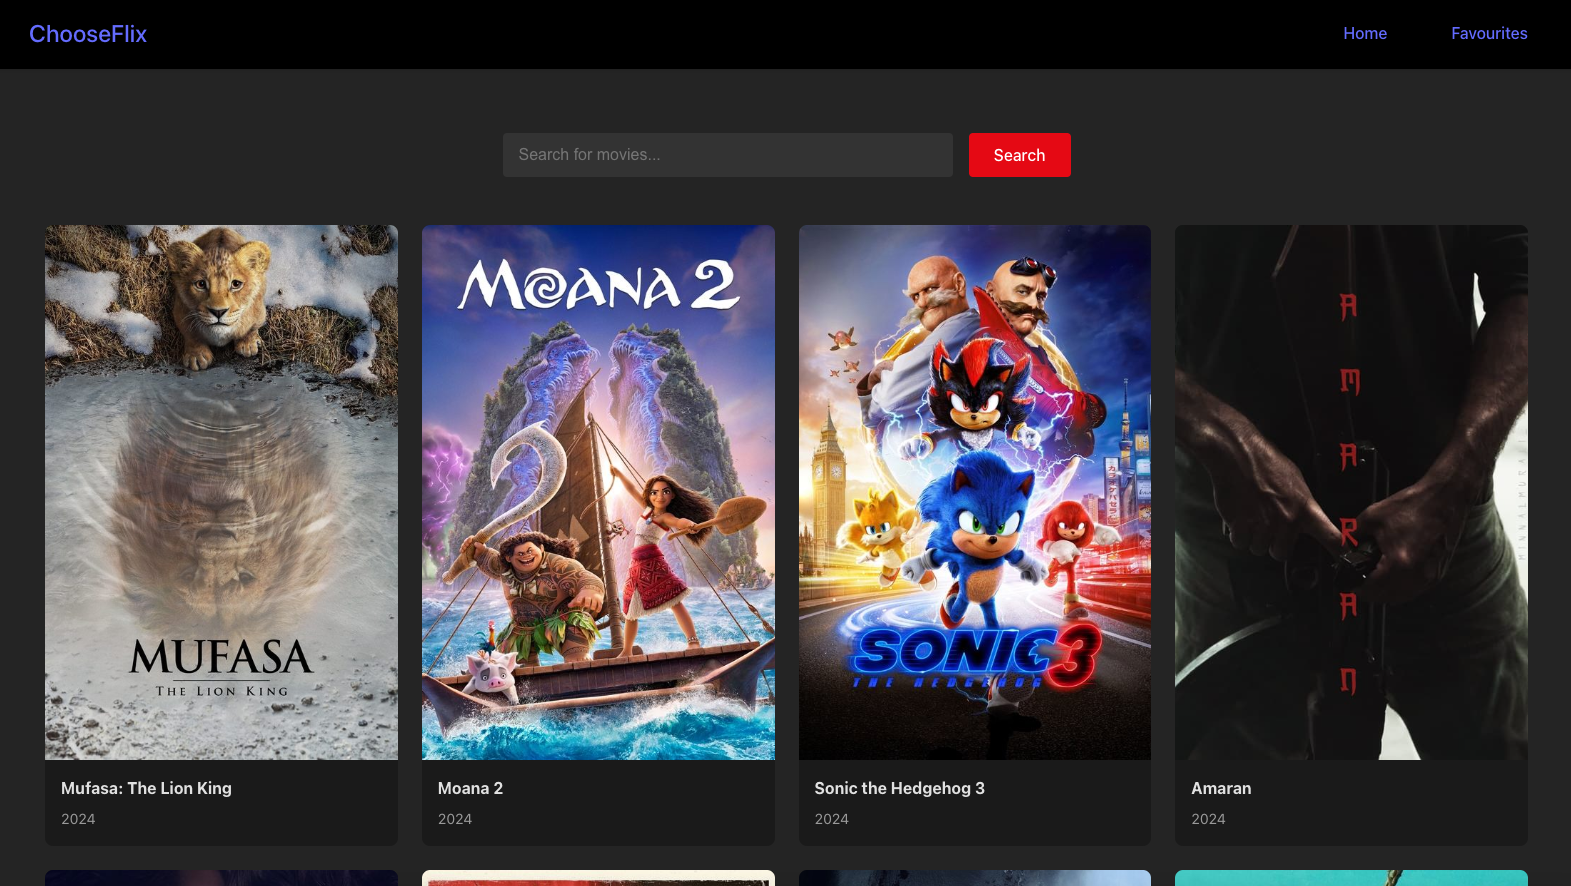 ChooseFlix
Home
Favourites
Search for movies...
Search
MUFASA
THE LION KING
MOANA 2
SONIC 3
THE HEDGEHOG
AMARAN
Mufasa: The Lion King
2024
Moana 2
2024
Sonic the Hedgehog 3
2024
Amaran
2024